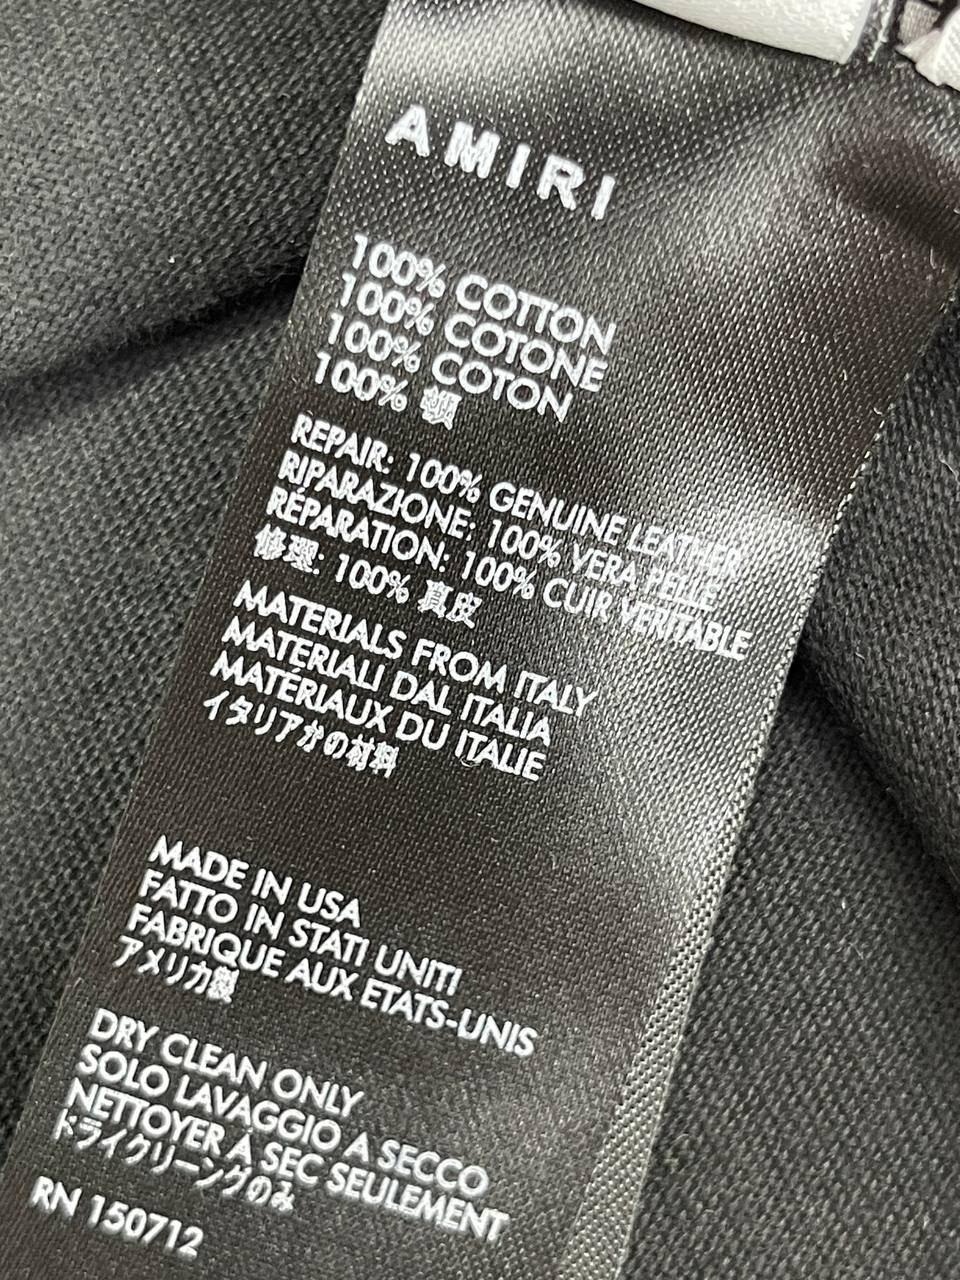 AMIRI
100% COTTON
100% COTONE
100% COTON
100%
REPAIR: 100% GENUINE LEATHER
RIPARAZIONE: 100% VERA PELLE
RÉPARATION: 100% CUIR VERITABLE
修理: 100% 真皮
MATERIALS FROM ITALY
MATERIALI DAL ITALIA
MATÉRIAUX DU ITALIE
イタリアかの材料
MADE IN USA
FATTO IN STATI UNITI
FABRIQUE AUX ETATS-UNIS
アメリカ製
DRY CLEAN ONLY
SOLO LAVAGGIO A SECCO
NETTOYER À SEC SEULEMENT
ドライクリーングのみ
RN 150712